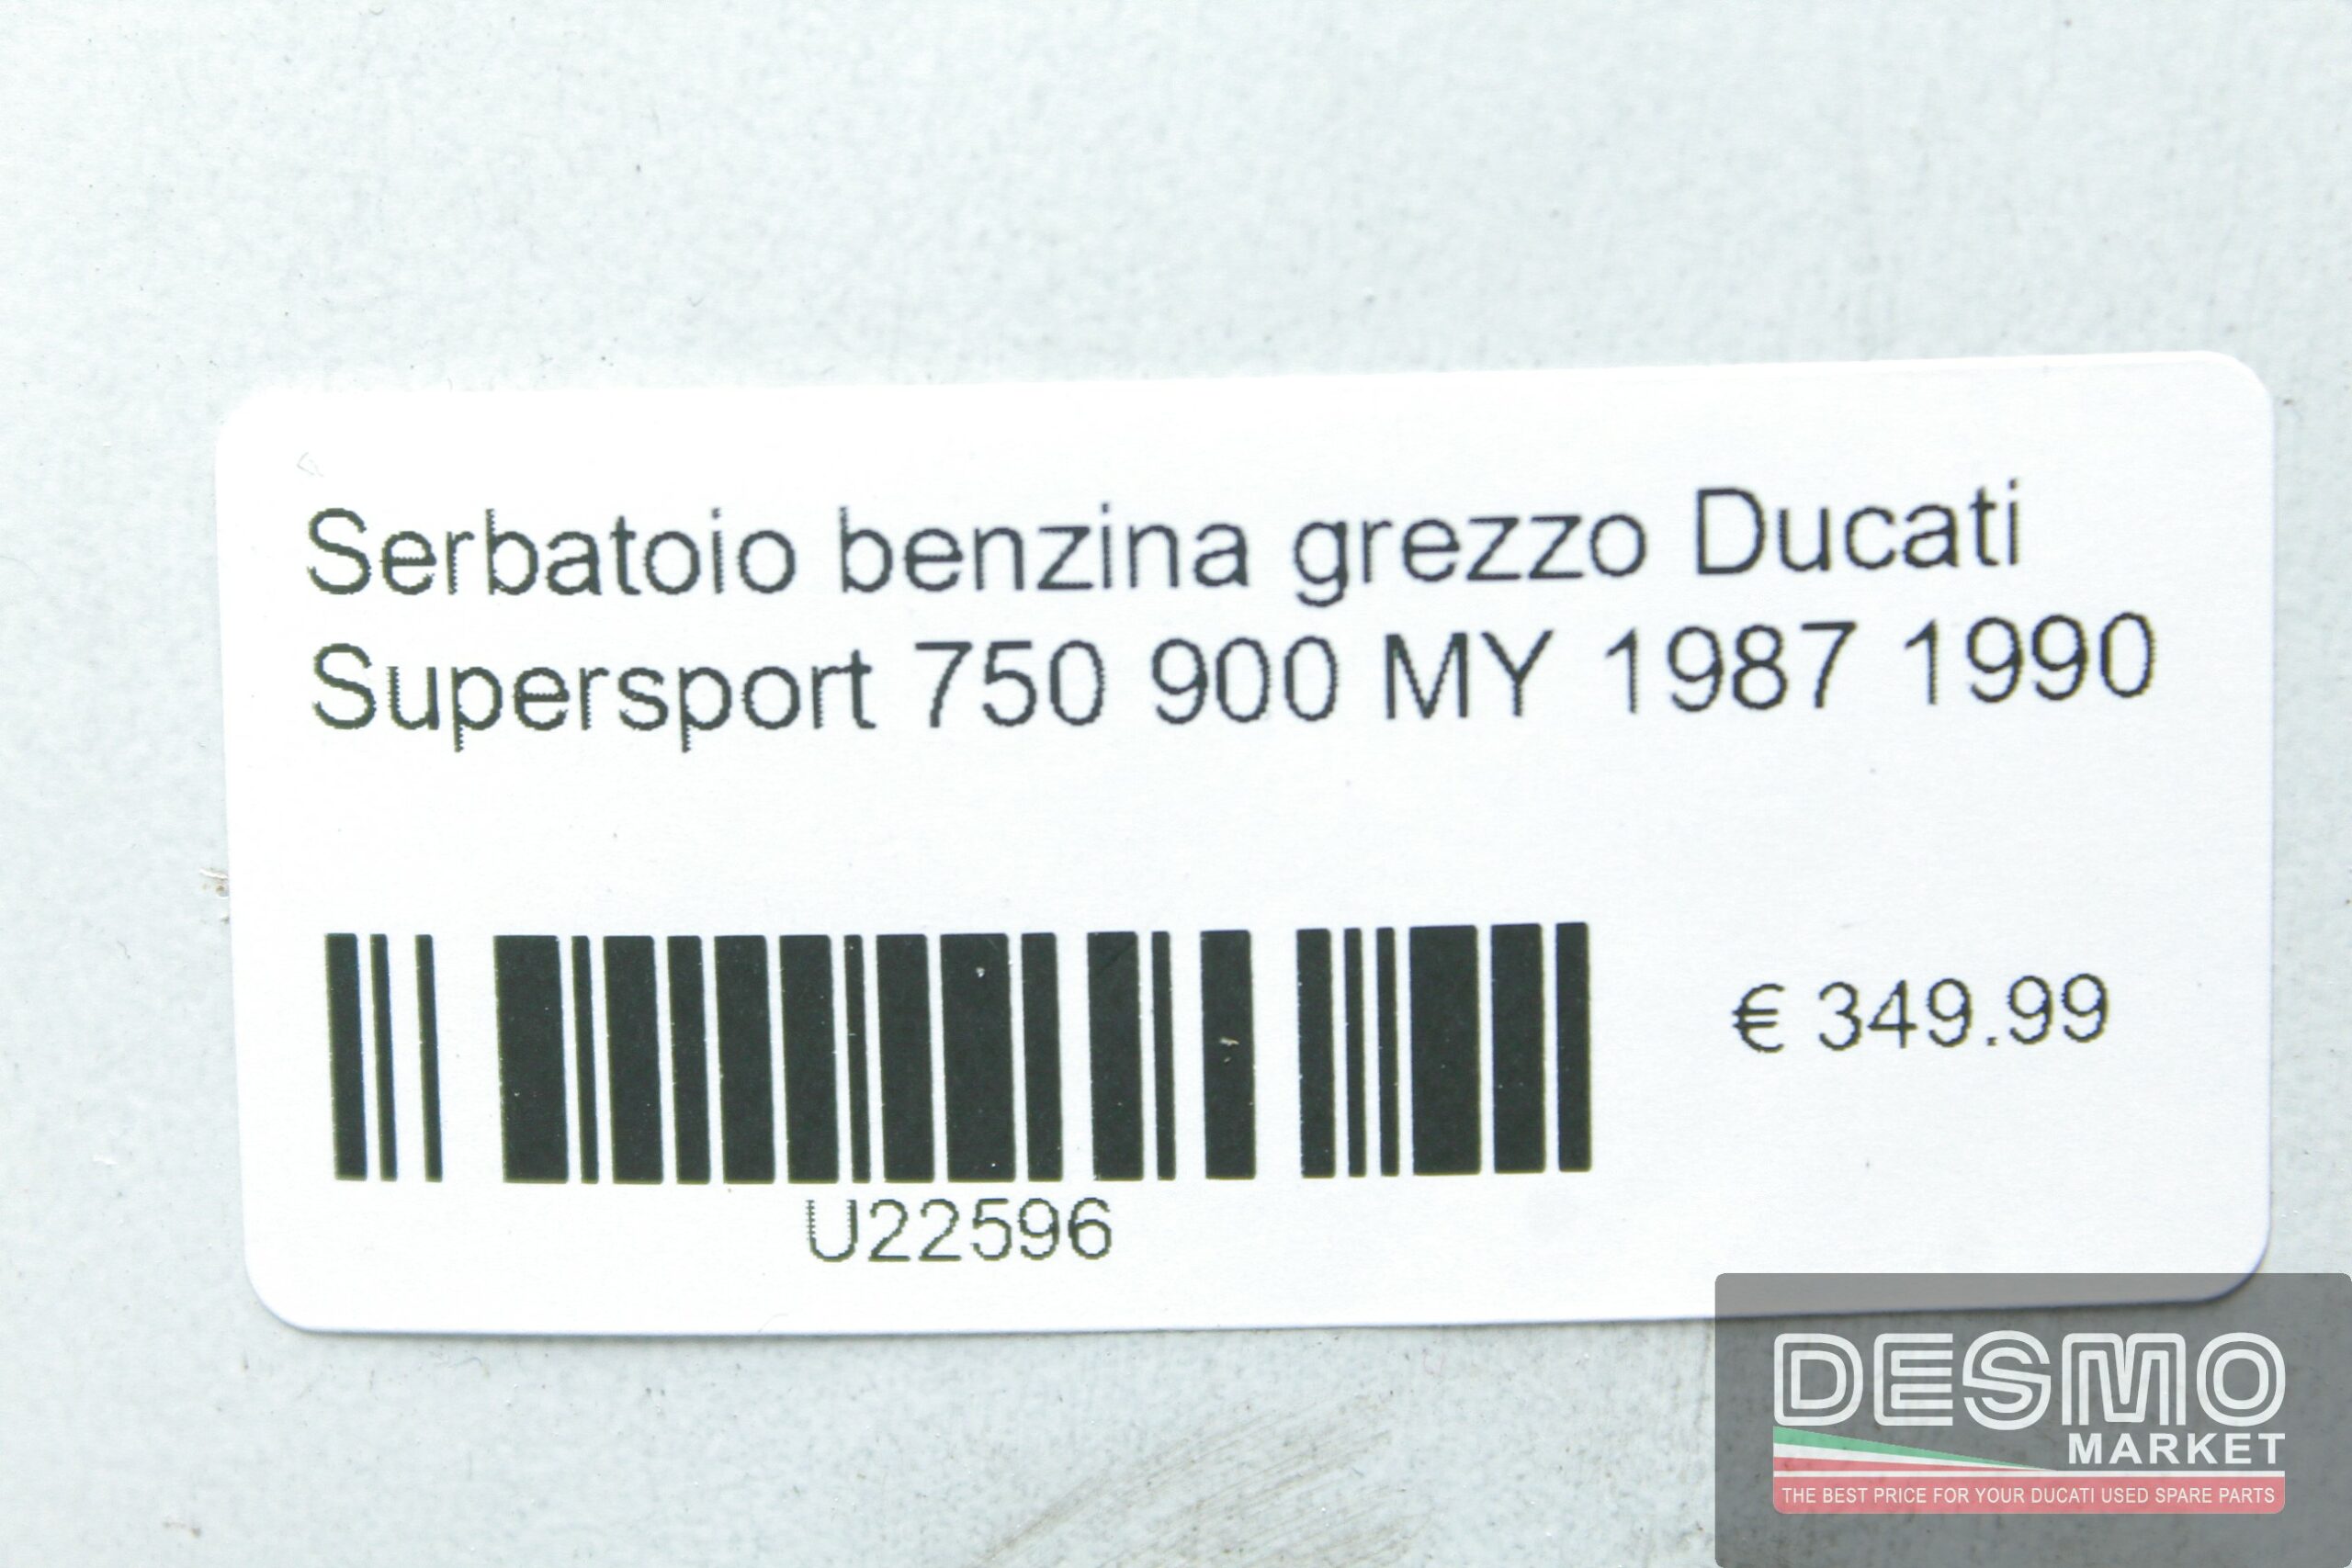 Serbatoio benzina grezzo Ducati
Supersport 750 900 MY 1987 1990
€ 349.99
U22596
DESMO
MARKET
THE BEST PRICE FOR YOUR DUCATI USED SPARE PARTS